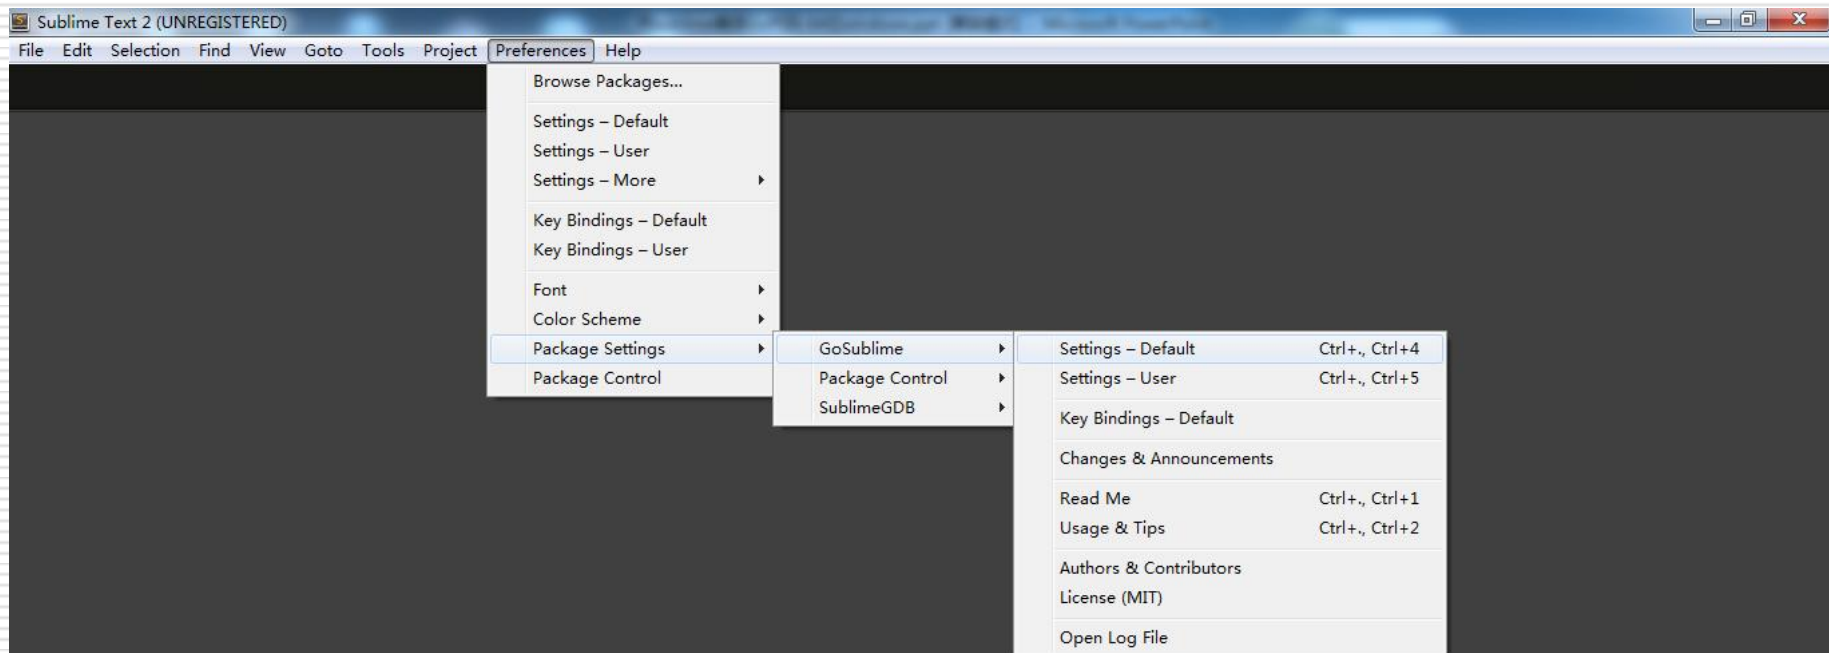 Sublime Text 2 (UNREGISTERED)
File Edit Selection Find View Goto Tools Project Preferences Help
Browse Packages...
Settings – Default
Settings – User
Settings – More
Key Bindings – Default
Key Bindings – User
Font
Color Scheme
Package Settings
Package Control
GoSublime
Package Control
SublimeGDB
Settings – Default Ctrl+., Ctrl+4
Settings – User Ctrl+., Ctrl+5
Key Bindings – Default
Changes & Announcements
Read Me Ctrl+., Ctrl+1
Usage & Tips Ctrl+., Ctrl+2
Authors & Contributors
License (MIT)
Open Log File